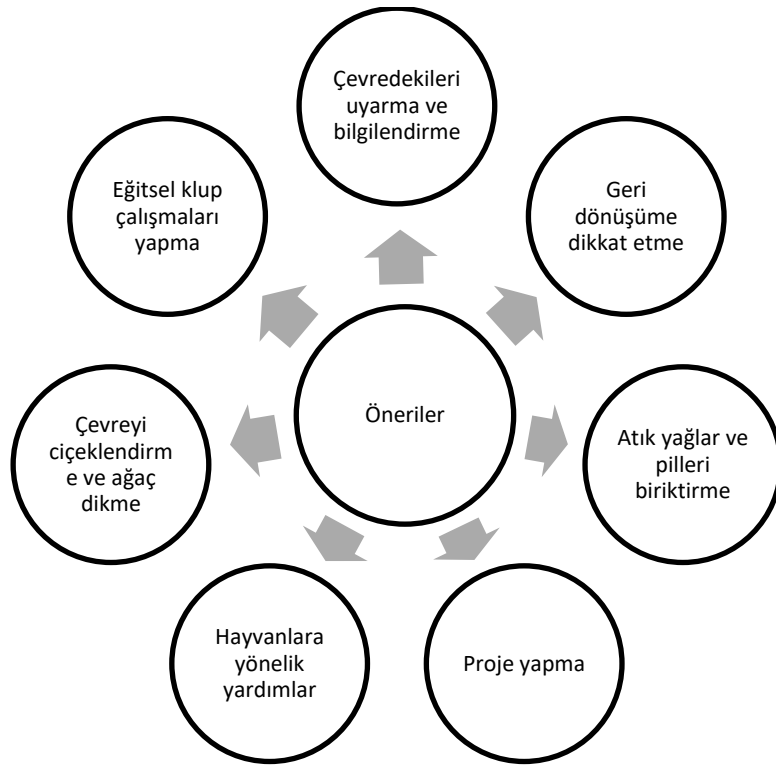 Çevredekileri
uyarma ve
bilgilendirme
Geri
dönüşüme
dikkat etme
Atık yağlar ve
pilleri
biriktirme
Proje yapma
Hayvanlara
yönelik
yardımlar
Çevreyi
ciçeklendirm
e ve ağaç
dikme
Eğitsel klup
çalışmaları
yapma
Öneriler